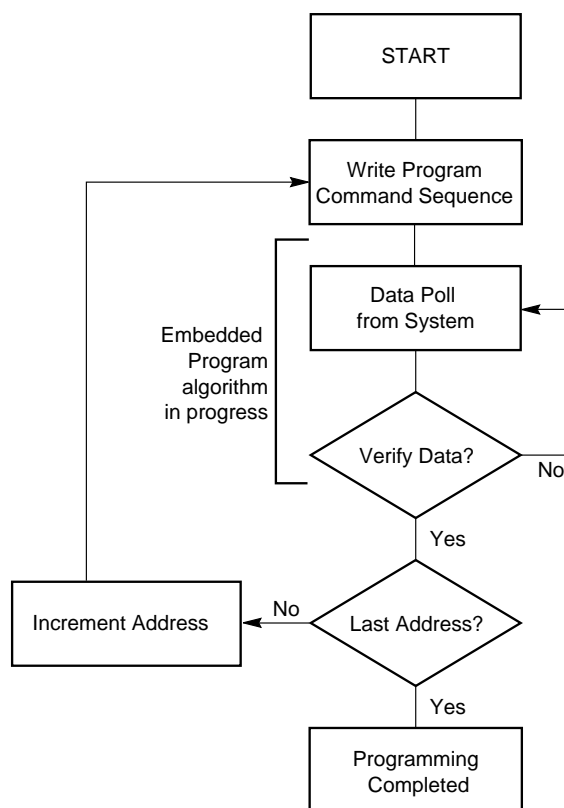 START
Write Program
Command Sequence
Data Poll
from System
Embedded
Program
algorithm
in progress
Verify Data?
No
Yes
Increment Address
No
Last Address?
Yes
Programming
Completed